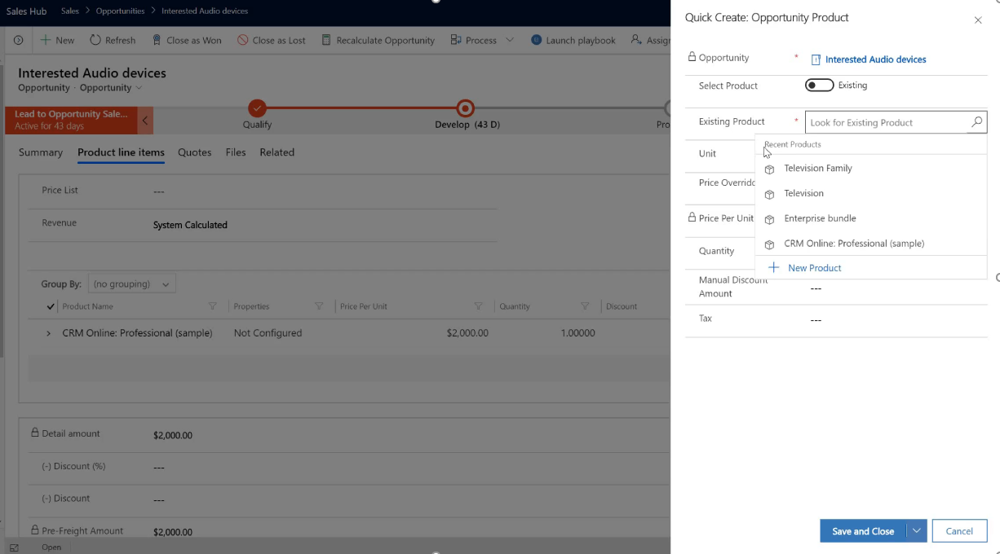 Sales Hub Sales > Opportunities > Interested Audio devices
New Refresh Close as Won Close as Lost Recalculate Opportunity Process Launch playbook Assig
Interested Audio devices
Opportunity · Opportunity
Lead to Opportunity Sale...
Active for 43 days
Qualify
Develop (43 D)
Pro
Summary Product line items Quotes Files Related
Price List ---
Revenue System Calculated
Group By: (no grouping)
Product Name Properties Price Per Unit Quantity Discount
CRM Online: Professional (sample) Not Configured $2,000.00 1.00000
Detail amount $2,000.00
(-) Discount (%) ---
(-) Discount ---
Pre-Freight Amount $2,000.00
Open
Quick Create: Opportunity Product
Opportunity * Interested Audio devices
Select Product Existing
Existing Product * Look for Existing Product
Recent Products
Unit
Television Family
Price Override
Television
Price Per Unit Enterprise bundle
CRM Online: Professional (sample)
Quantity
New Product
Manual Discount
Amount ---
Tax ---
Save and Close Cancel